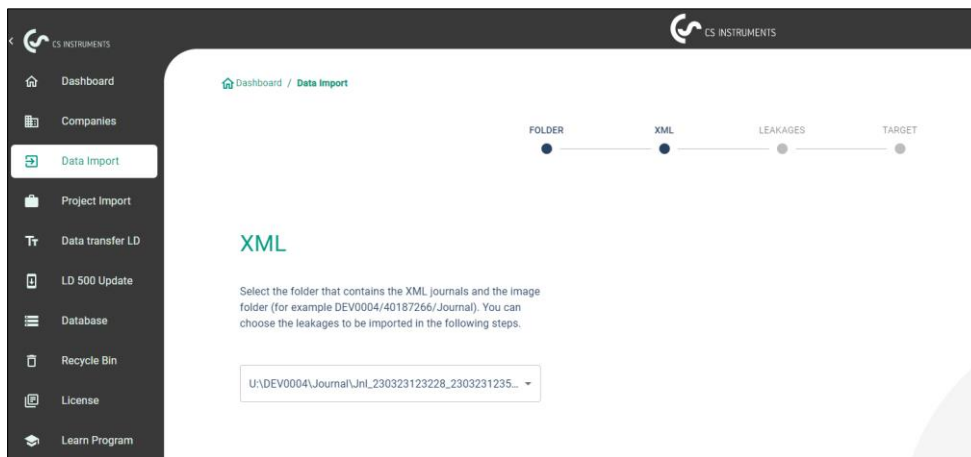 CS INSTRUMENTS
CS INSTRUMENTS
Dashboard
Companies
Data Import
Project Import
Data transfer LD
LD 500 Update
Database
Recycle Bin
License
Learn Program
Dashboard / Data Import
FOLDER XML LEAKAGES TARGET
XML
Select the folder that contains the XML journals and the image
folder (for example DEV0004/40187266/Journal). You can
choose the leakages to be imported in the following steps.
U:\DEV0004\Journal\Jnl_230323123228_2303231235...